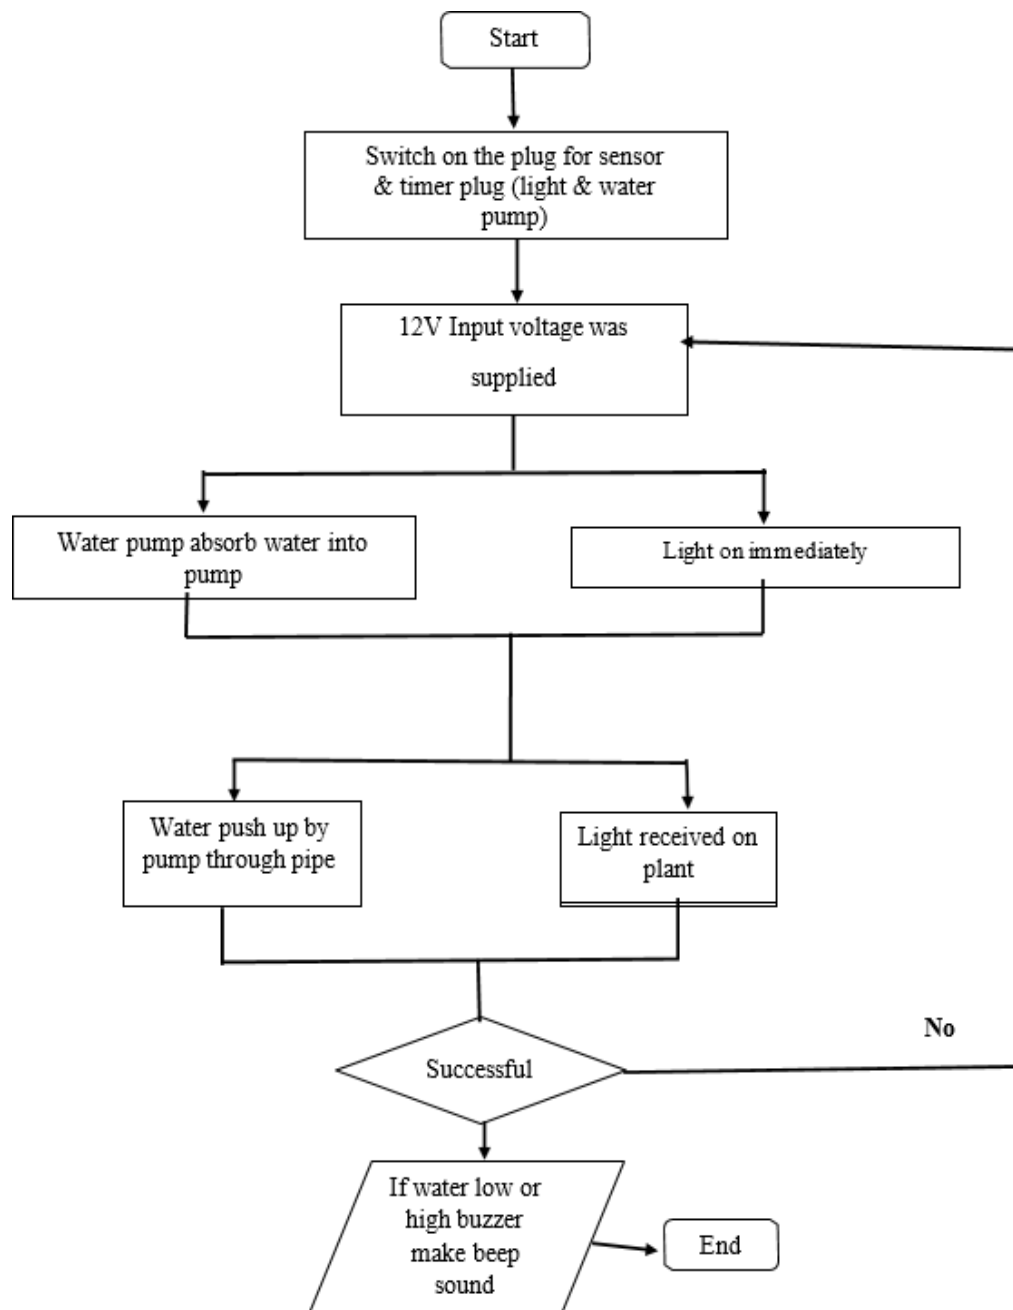 Start
Switch on the plug for sensor
& timer plug (light & water
pump)
12V Input voltage was
supplied
Water pump absorb water into
pump
Light on immediately
Water push up by
pump through pipe
Light received on
plant
No
Successful
If water low or
high buzzer
make beep
sound
End